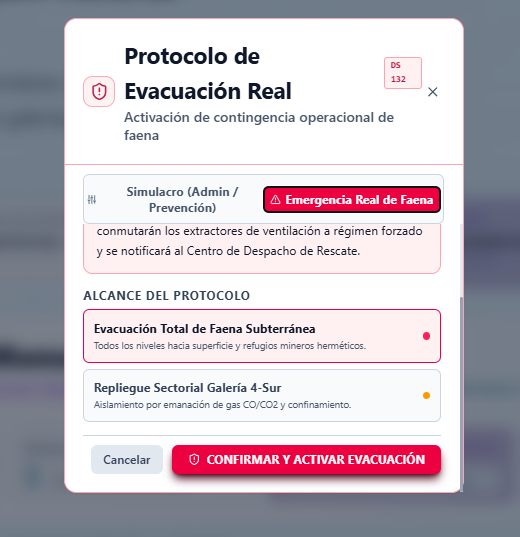 Protocolo de
Evacuación Real
DS
132
Activación de contingencia operacional de
faena
Simulacro (Admin /
Prevención)
Emergencia Real de Faena
conmutarán los extractores de ventilación a régimen forzado
y se notificará al Centro de Despacho de Rescate.
ALCANCE DEL PROTOCOLO
Evacuación Total de Faena Subterránea
Todos los niveles hacia superficie y refugios mineros herméticos.
Repliegue Sectorial Galería 4-Sur
Aislamiento por emanación de gas CO/CO2 y confinamiento.
Cancelar
CONFIRMAR Y ACTIVAR EVACUACIÓN